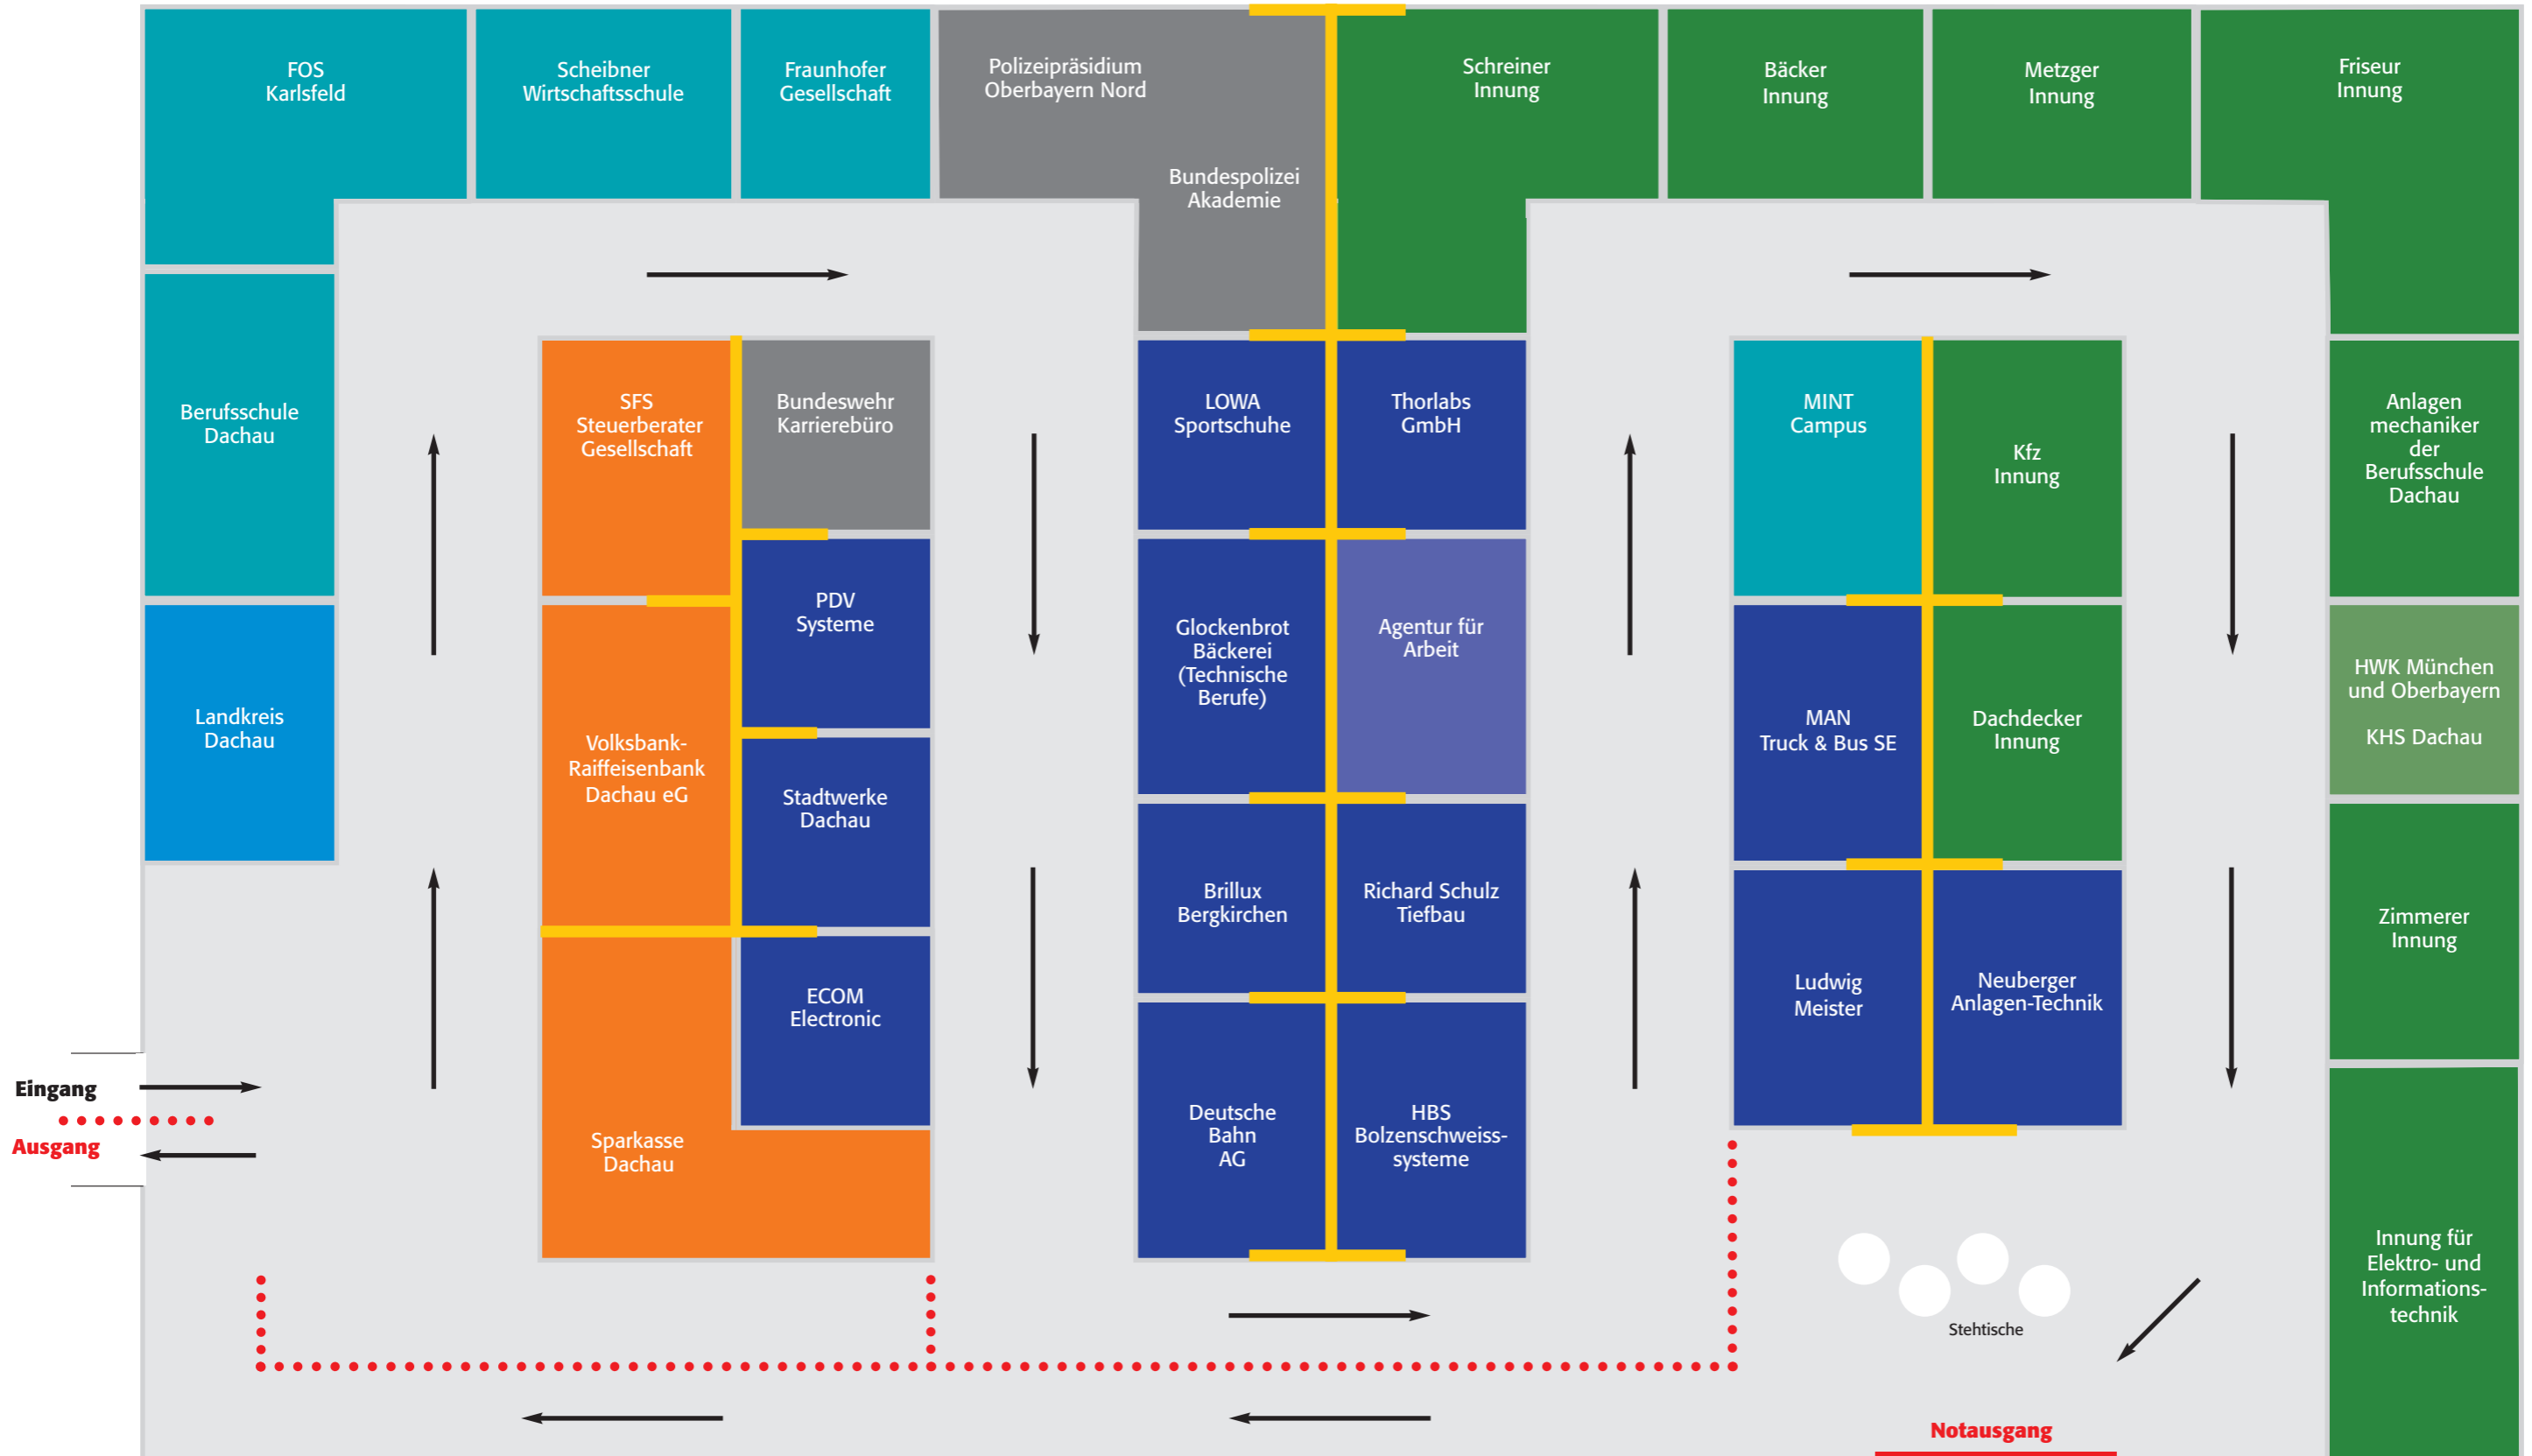 FOS
Karlsfeld
Scheibner
Wirtschaftsschule
Fraunhofer
Gesellschaft
Polizeipräsidium
Oberbayern Nord
Bundespolizei
Akademie
Schreiner
Innung
Bäcker
Innung
Metzger
Innung
Friseur
Innung
Berufsschule
Dachau
SFS
Steuerberater
Gesellschaft
Bundeswehr
Karrierebüro
LOWA
Sportschuhe
Thorlabs
GmbH
MINT
Campus
Kfz
Innung
Anlagen
mechaniker
der
Berufsschule
Dachau
Landkreis
Dachau
Volksbank-
Raiffeisenbank
Dachau eG
PDV
Systeme
Stadtwerke
Dachau
Glockenbrot
Bäckerei
(Technische
Berufe)
Agentur für
Arbeit
MAN
Truck & Bus SE
Dachdecker
Innung
HWK München
und Oberbayern
KHS Dachau
Brillux
Bergkirchen
Richard Schulz
Tiefbau
Zimmerer
Innung
ECOM
Electronic
Ludwig
Meister
Neuberger
Anlagen-Technik
Eingang
Ausgang
Sparkasse
Dachau
Deutsche
Bahn
AG
HBS
Bolzenschweiss-
systeme
Innung für
Elektro- und
Informations-
technik
Stehtische
Notausgang